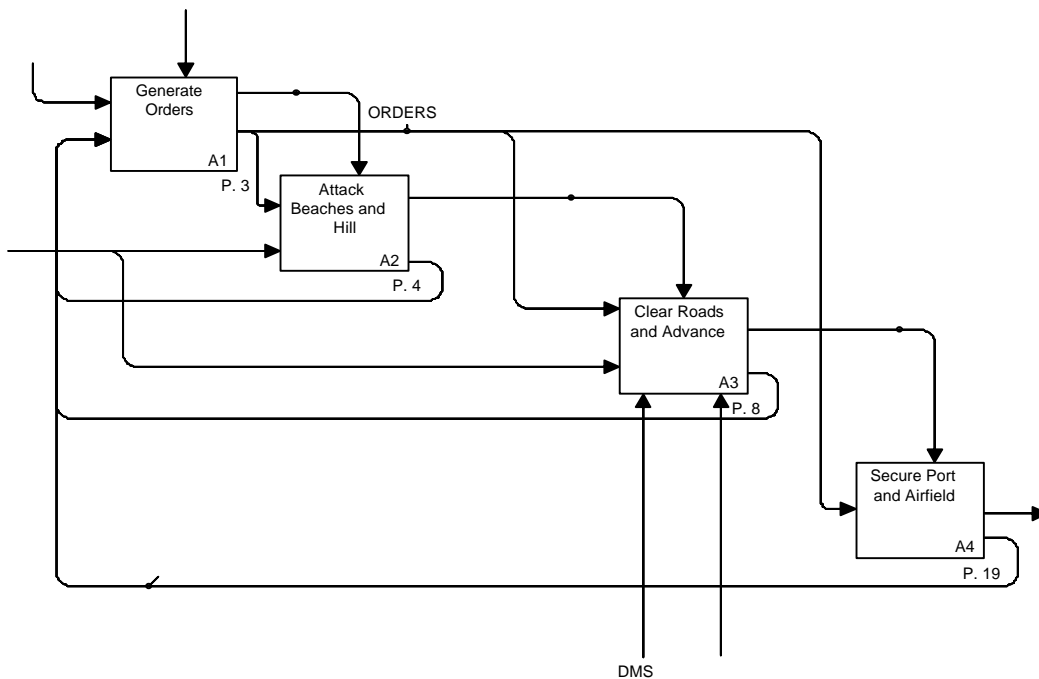 Generate
Orders
A1
P. 3
ORDERS
Attack
Beaches and
Hill
A2
P. 4
Clear Roads
and Advance
A3
P. 8
Secure Port
and Airfield
A4
P. 19
DMS